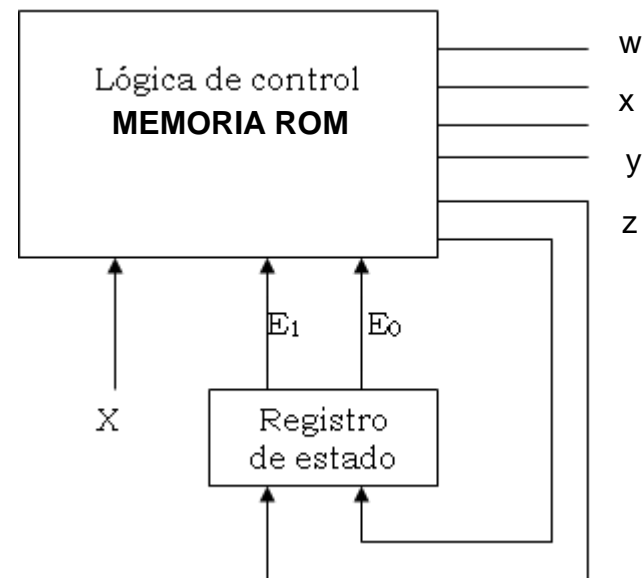 w
Lógica de control
MEMORIA ROM
x
y
z
E1
E0
X
Registro
de estado